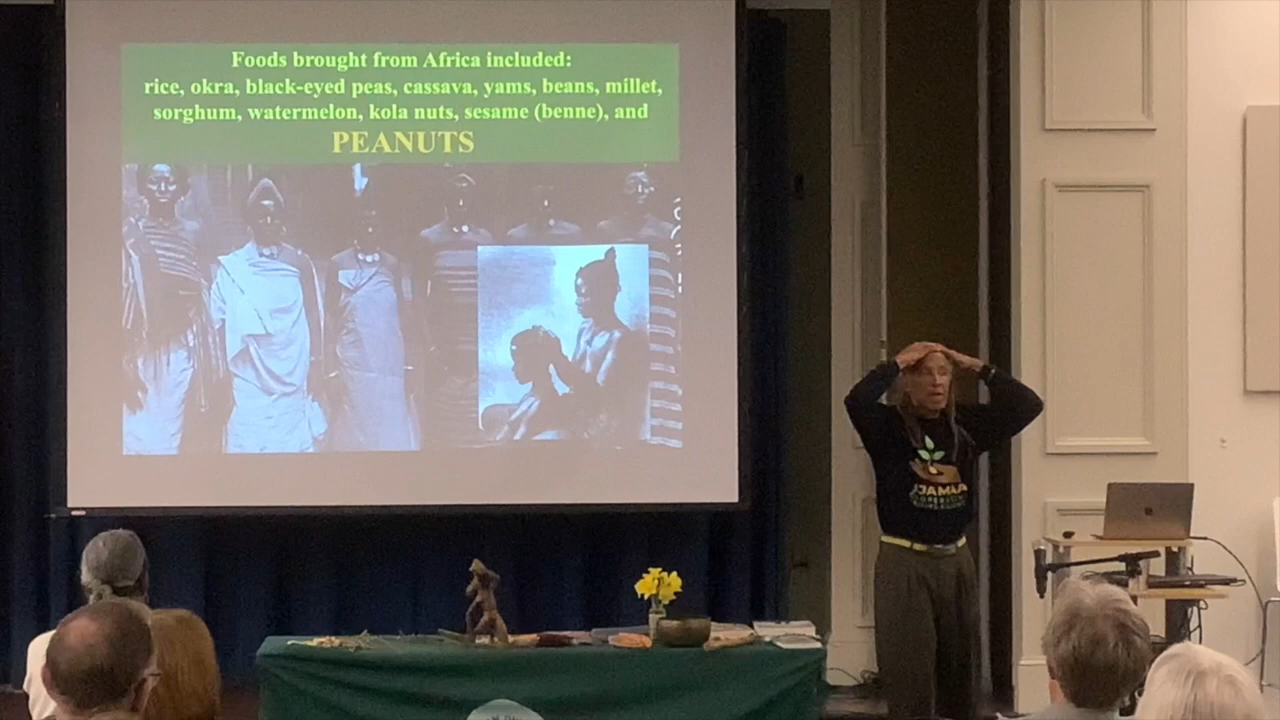 Foods brought from Africa included:
rice, okra, black-eyed peas, cassava, yams, beans, millet,
sorghum, watermelon, kola nuts, sesame (benne), and
PEANUTS
UJAMAA